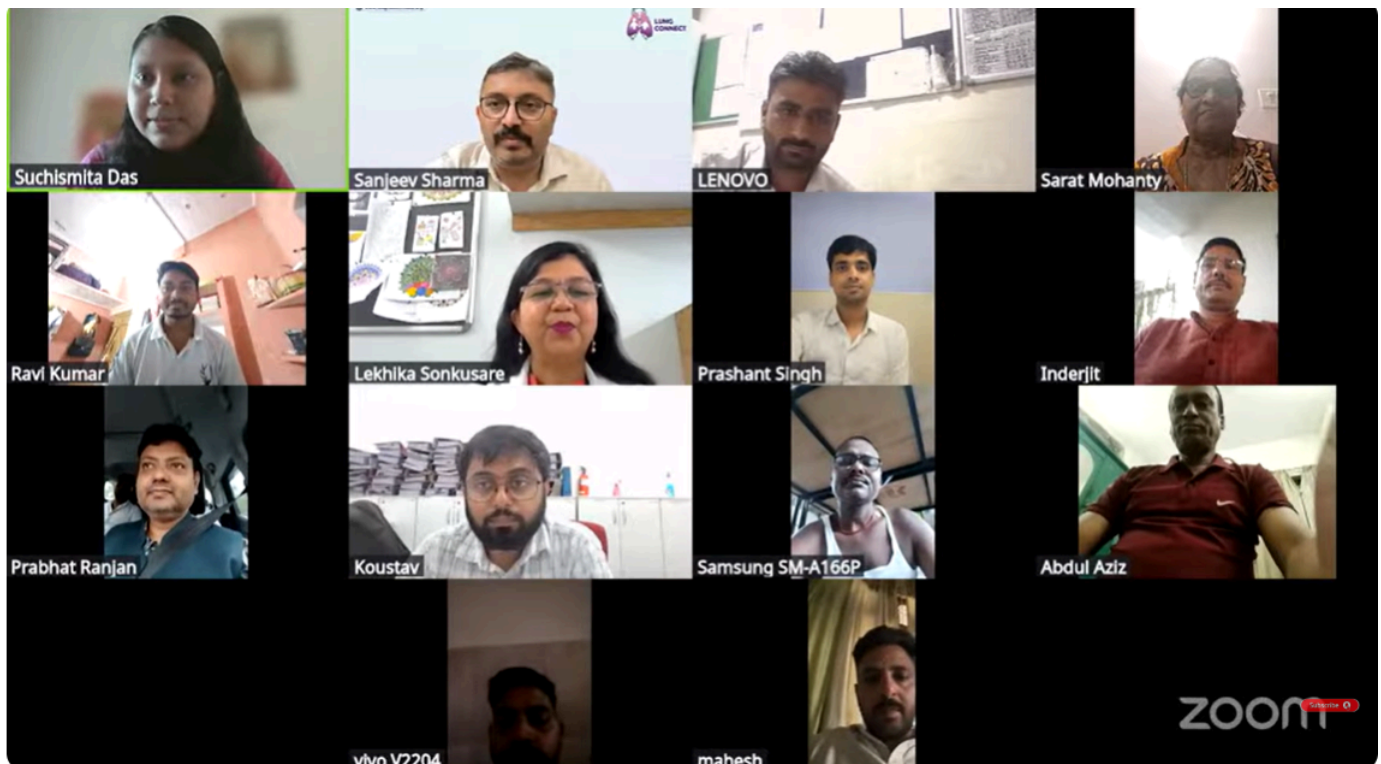 LUNG
CONNECT
Suchismita Das
Sanjeev Sharma
LENOVO
Sarat Mohanty
Ravi Kumar
Lekhika Sonkusare
Prashant Singh
Inderjit
Prabhat Ranjan
Koustav
Samsung SM-A166P
Abdul Aziz
zoom
Subscribe
vivo V2204
mahesh